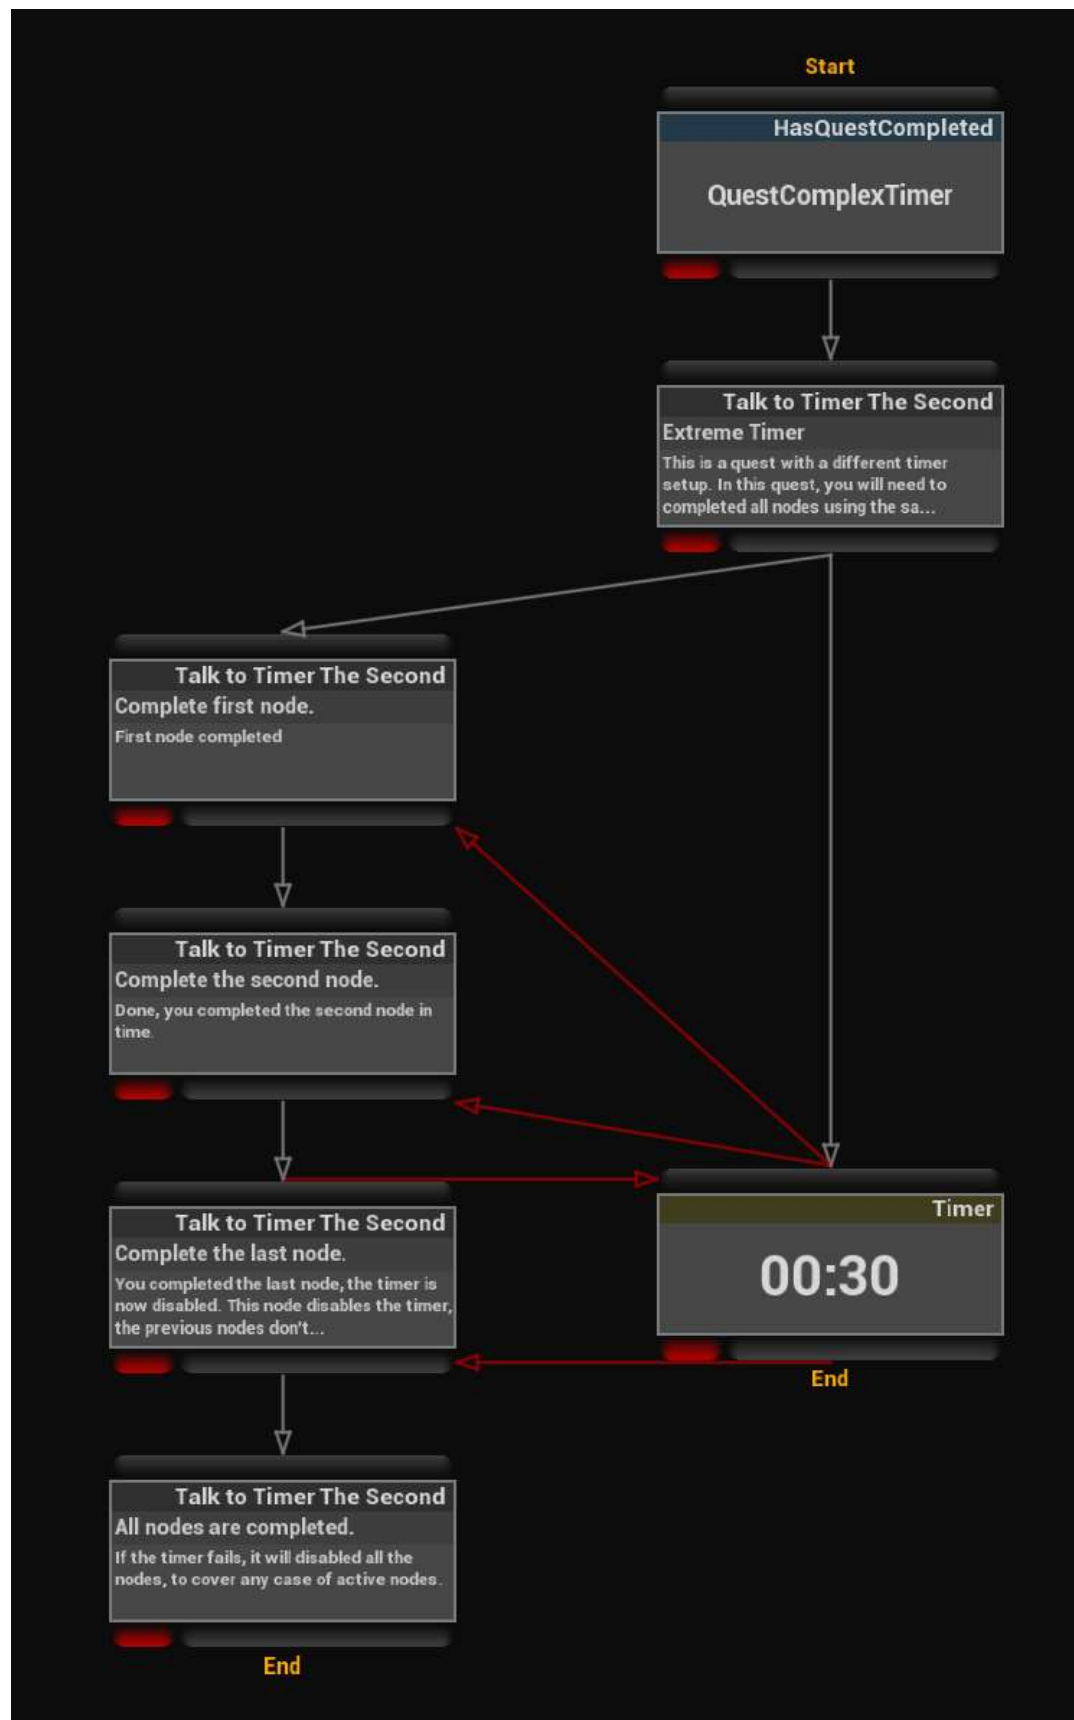 Start
HasQuestCompleted
QuestComplexTimer
Talk to Timer The Second
Extreme Timer
This is a quest with a different timer
setup. In this quest, you will need to
completed all nodes using the sa...
Talk to Timer The Second
Complete first node.
First node completed
Talk to Timer The Second
Complete the second node.
Done, you completed the second node in
time.
Talk to Timer The Second
Complete the last node.
You completed the last node, the timer is
now disabled. This node disables the timer,
the previous nodes don't...
Timer
00:30
End
Talk to Timer The Second
All nodes are completed.
If the timer fails, it will disabled all the
nodes, to cover any case of active nodes.
End